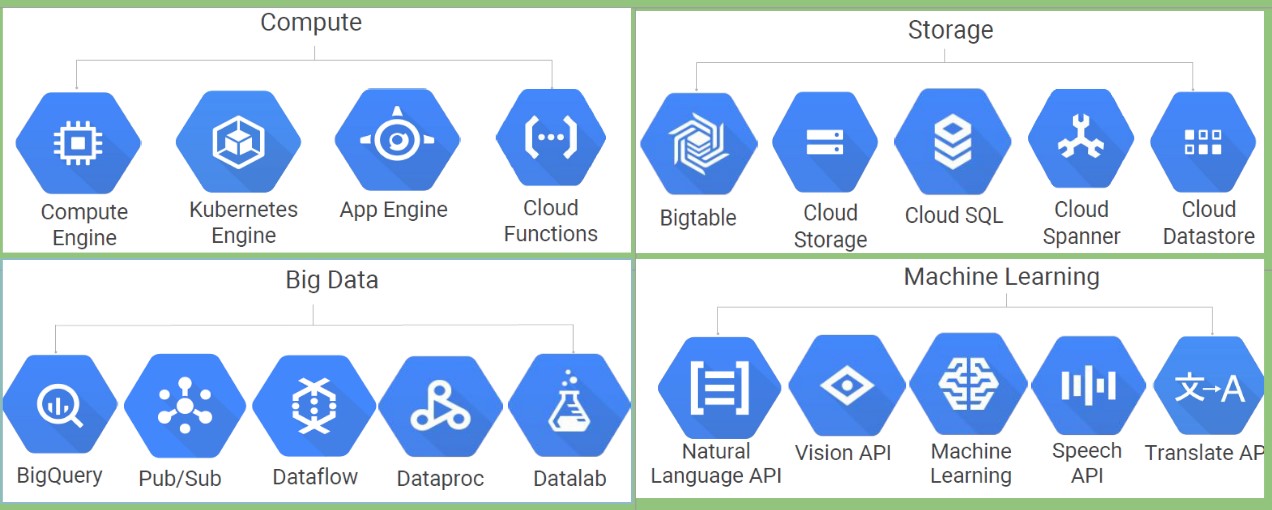 Compute
Compute
Engine
Kubernetes
Engine
App Engine
Cloud
Functions
Storage
Bigtable
Cloud
Storage
Cloud SQL
Cloud
Spanner
Cloud
Datastore
Big Data
BigQuery
Pub/Sub
Dataflow
Dataproc
Datalab
Machine Learning
Natural
Language API
Vision API
Machine
Learning
Speech
API
文→A
Translate AP